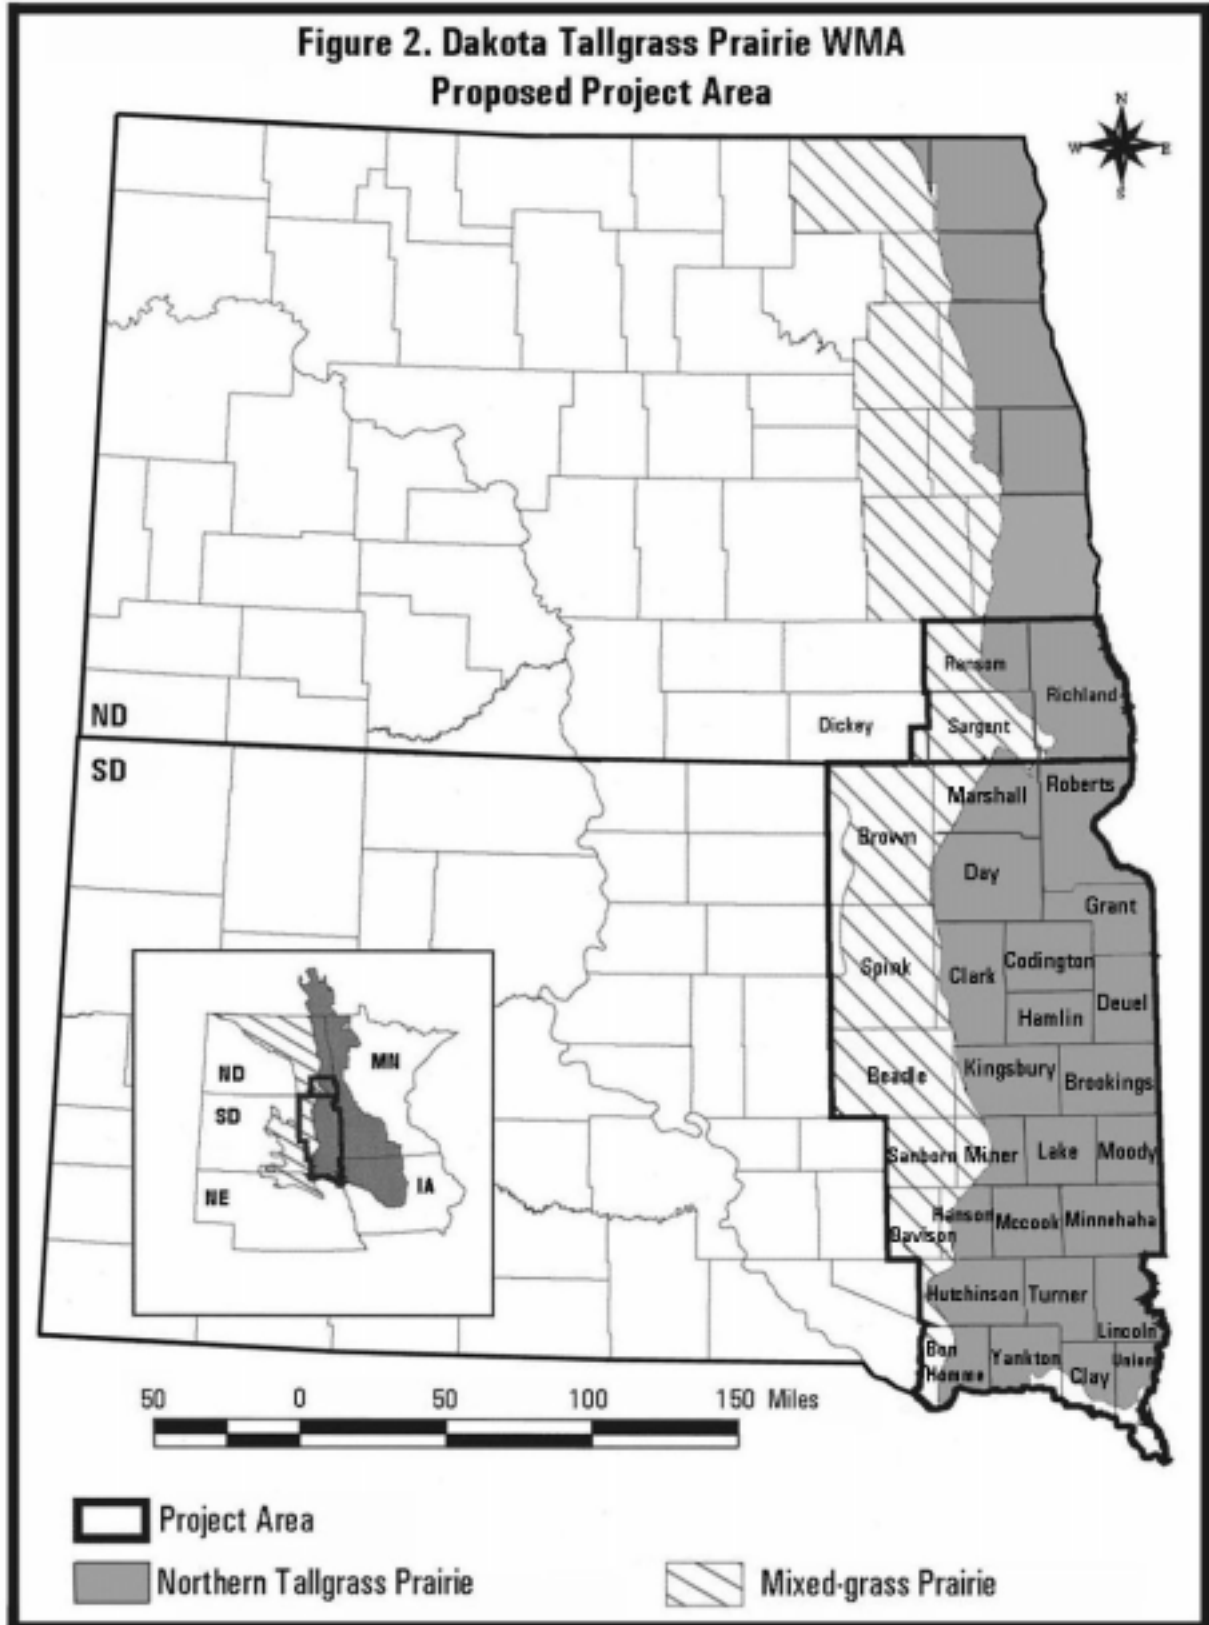 Figure 2. Dakota Tallgrass Prairie WMA
Proposed Project Area
N
W E
S
Ransom
Richland
ND
Dickey
Sargent
SD
Marshall
Roberts
Brown
Day
Grant
Spink
Clark
Codington
Deuel
Hamlin
Beadle
Kingsbury
Brookings
Sanborn
Miner
Lake
Moody
Hanson
Davison
Mccook
Minnehaha
Hutchinson
Turner
Lincoln
Bon
Homme
Yankton
Clay
Union
ND
MN
SD
NE
IA
50 0 50 100 150 Miles
Project Area
Northern Tallgrass Prairie
Mixed-grass Prairie